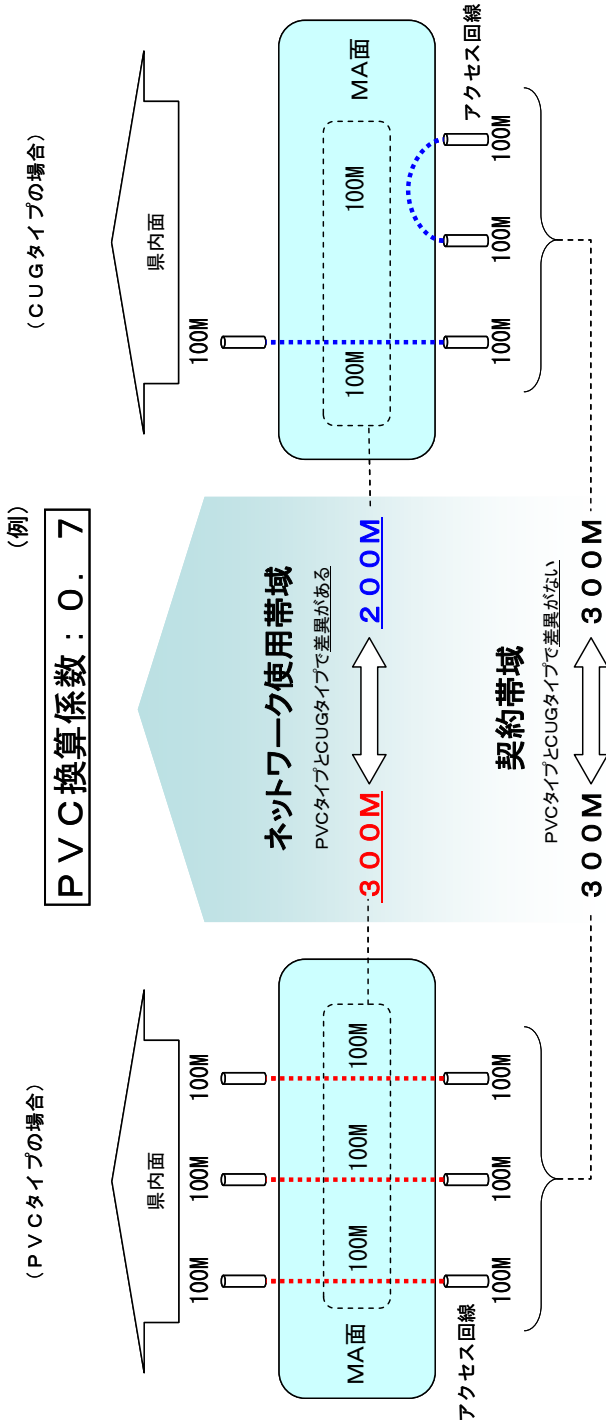 (例)
PVC換算係数:0.7
(PVCタイプの場合)
県内面
100M
100M
100M
MA面
100M
100M
100M
アクセス回線
100M
100M
100M
ネットワーク使用帯域
PVCタイプとCUGタイプで差異がある
300M
200M
契約帯域
PVCタイプとCUGタイプで差異がない
300M
300M
(CUGタイプの場合)
県内面
100M
MA面
100M
100M
アクセス回線
100M
100M
100M